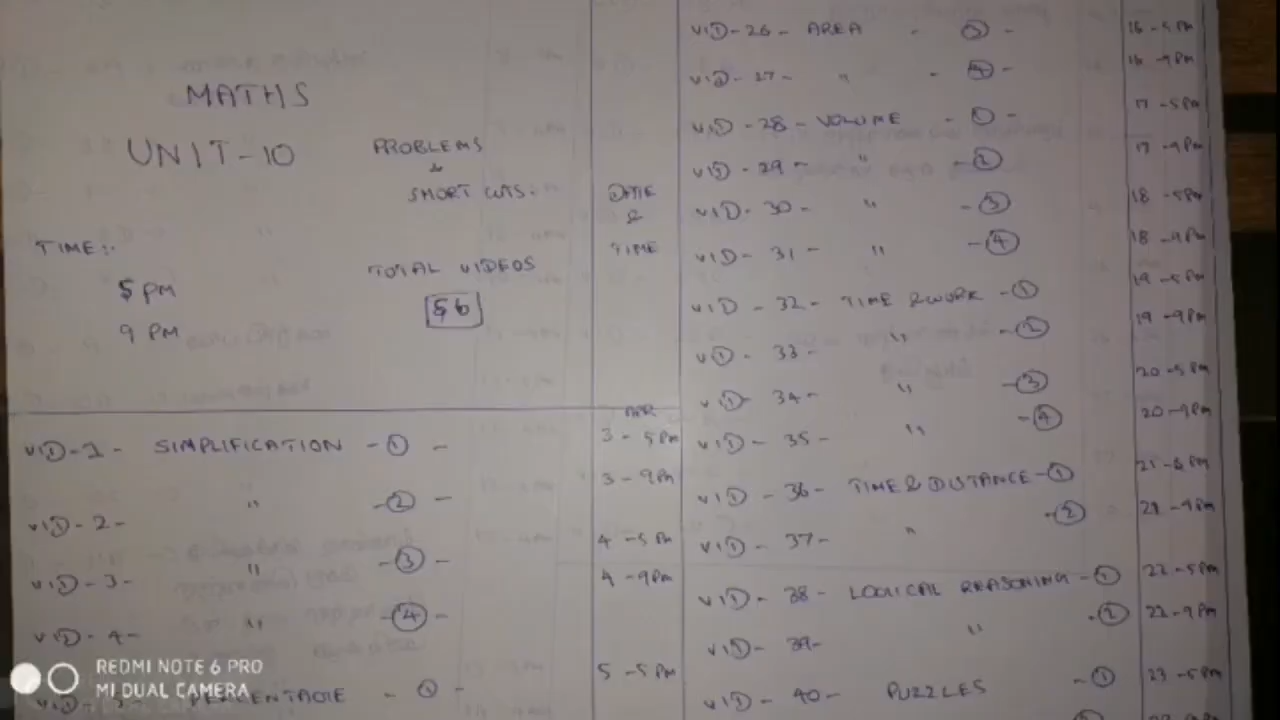 MATHS
UNIT-10
PROBLEMS
&
SHORT CUTS:
TIME:-
5 PM
9 PM
TOTAL VIDEOS
56
DATE
&
TIME
APR
VID-1- SIMPLIFICATION -① - 3 - 5PM
VID-2- " -② - 3 -9PM
VID-3- " -③ - 4 -5PM
VID-4- " -④ - 4 -9PM
VID-5- PERCENTAGE - ① - 5 -5PM
VID-26- AREA - ③ - 16-5PM
VID-27- " - ④ - 16-9PM
VID-28- VOLUME - ① - 17-5PM
VID-29- " -② 17-9PM
VID-30- " -③ 18-5PM
VID-31- " -④ 18-9PM
VID-32- TIME &WORK -① 19-5PM
VID-33- " -② 19-9PM
VID-34- " -③ 20-5PM
VID-35- " -④ 20-9PM
VID-36- TIME & DISTANCE-① 21-5PM
VID-37- " -② 21-9PM
VID-38- LOGICAL REASONING -① 22-5PM
VID-39- " -② 22-9PM
VID-40- PUZZLES -① 23-5PM
REDMI NOTE 6 PRO
MI DUAL CAMERA